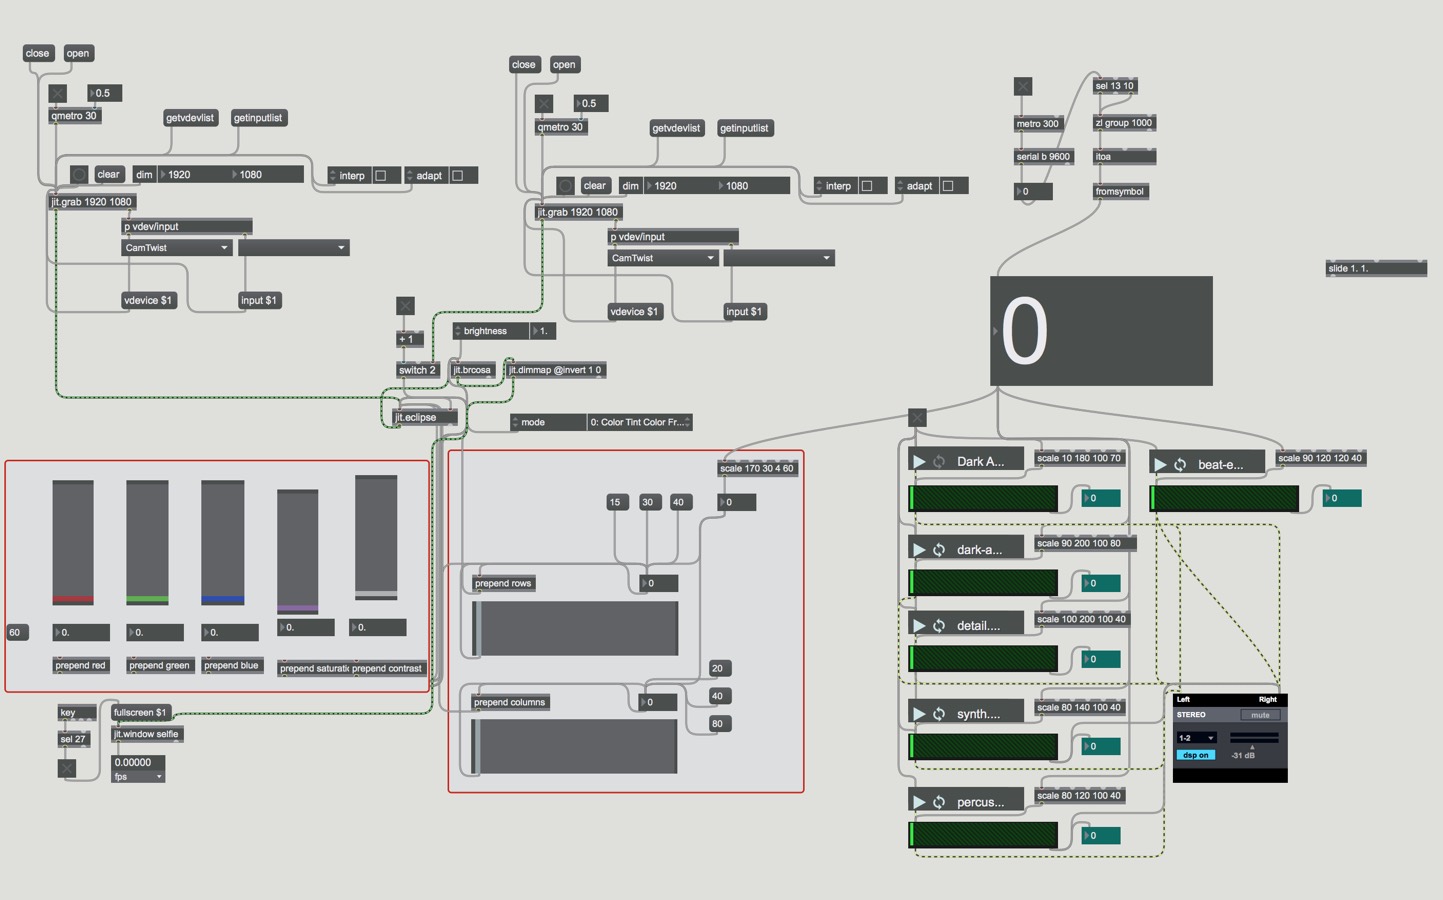 close
open
0.5
qmetro 30
getvdevlist
getinputlist
clear
dim
1920
1080
interp
adapt
jit.grab 1920 1080
p vdev/input
CamTwist
vdevice $1
input $1
close
open
0.5
qmetro 30
getvdevlist
getinputlist
clear
dim
1920
1080
interp
adapt
jit.grab 1920 1080
p vdev/input
CamTwist
vdevice $1
input $1
+ 1
switch 2
brightness
1.
jit.brcosa
jit.dimmap @invert 1 0
jit.eclipse
mode
0: Color Tint Color Fr...
60
0.
0.
0.
0.
0.
prepend red
prepend green
prepend blue
prepend saturatic
prepend contrast
key
sel 27
fullscreen $1
jit.window selfie
0.00000
fps
scale 170 30 4 60
0
15
30
40
prepend rows
0
prepend columns
0
20
40
80
metro 300
serial b 9600
0
sel 13 10
zl group 1000
itoa
fromsymbol
0
slide 1. 1.
Dark A...
scale 10 180 100 70
0
beat-e...
scale 90 120 120 40
0
dark-a...
scale 90 200 100 80
0
detail....
scale 100 200 100 40
0
synth....
scale 80 140 100 40
0
percus...
scale 80 120 100 40
0
Left
Right
STEREO
mute
1-2
dsp on
-31 dB